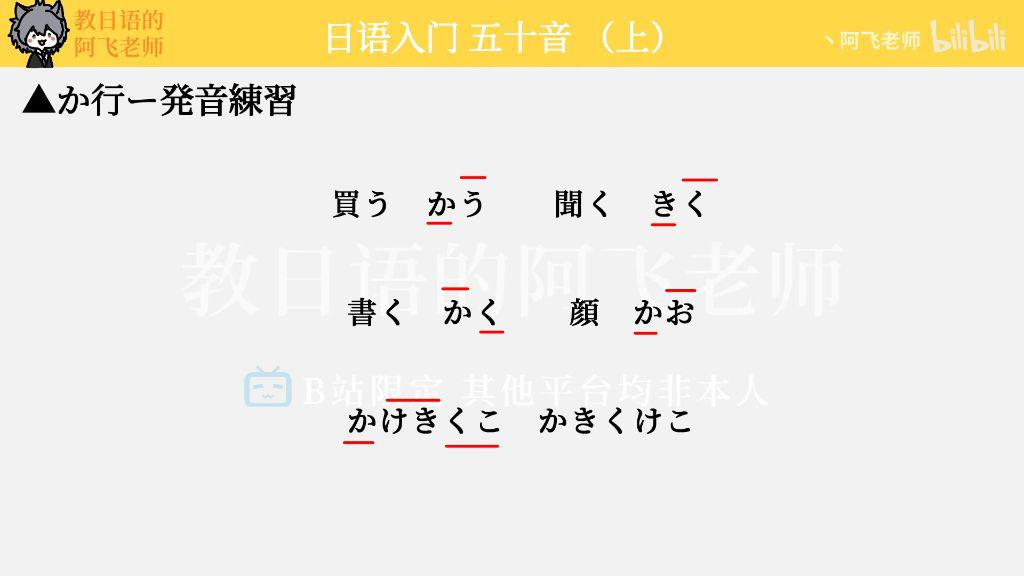 教日语的
阿飞老师
日语入门 五十音 （上）
丶阿飞老师 bilibili
▲か行ー発音練習
買う かう 聞く きく
教日语的阿飞老师
書く かく 顔 かお
B站限定 其他平台均非本人
かけきくこ かきくけこ